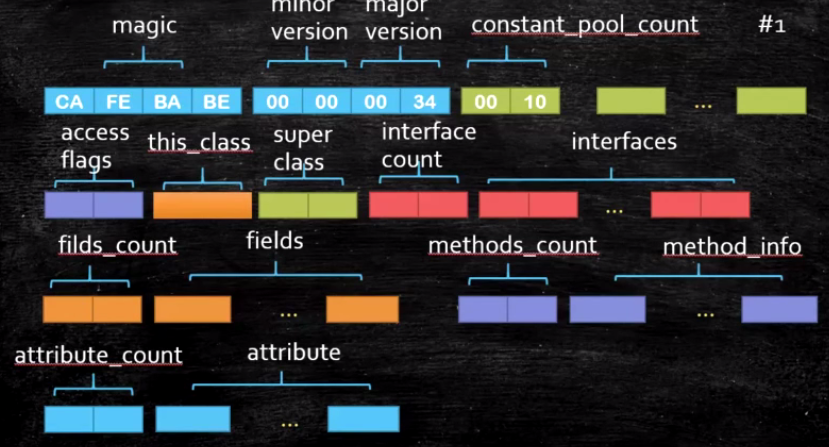 minor major
magic version version constant_pool_count #1
CA FE BA BE 00 00 00 34 00 10 ...
access this_class super interface interfaces
flags class count
...
filds_count fields methods_count method_info
... ...
attribute_count attribute
...